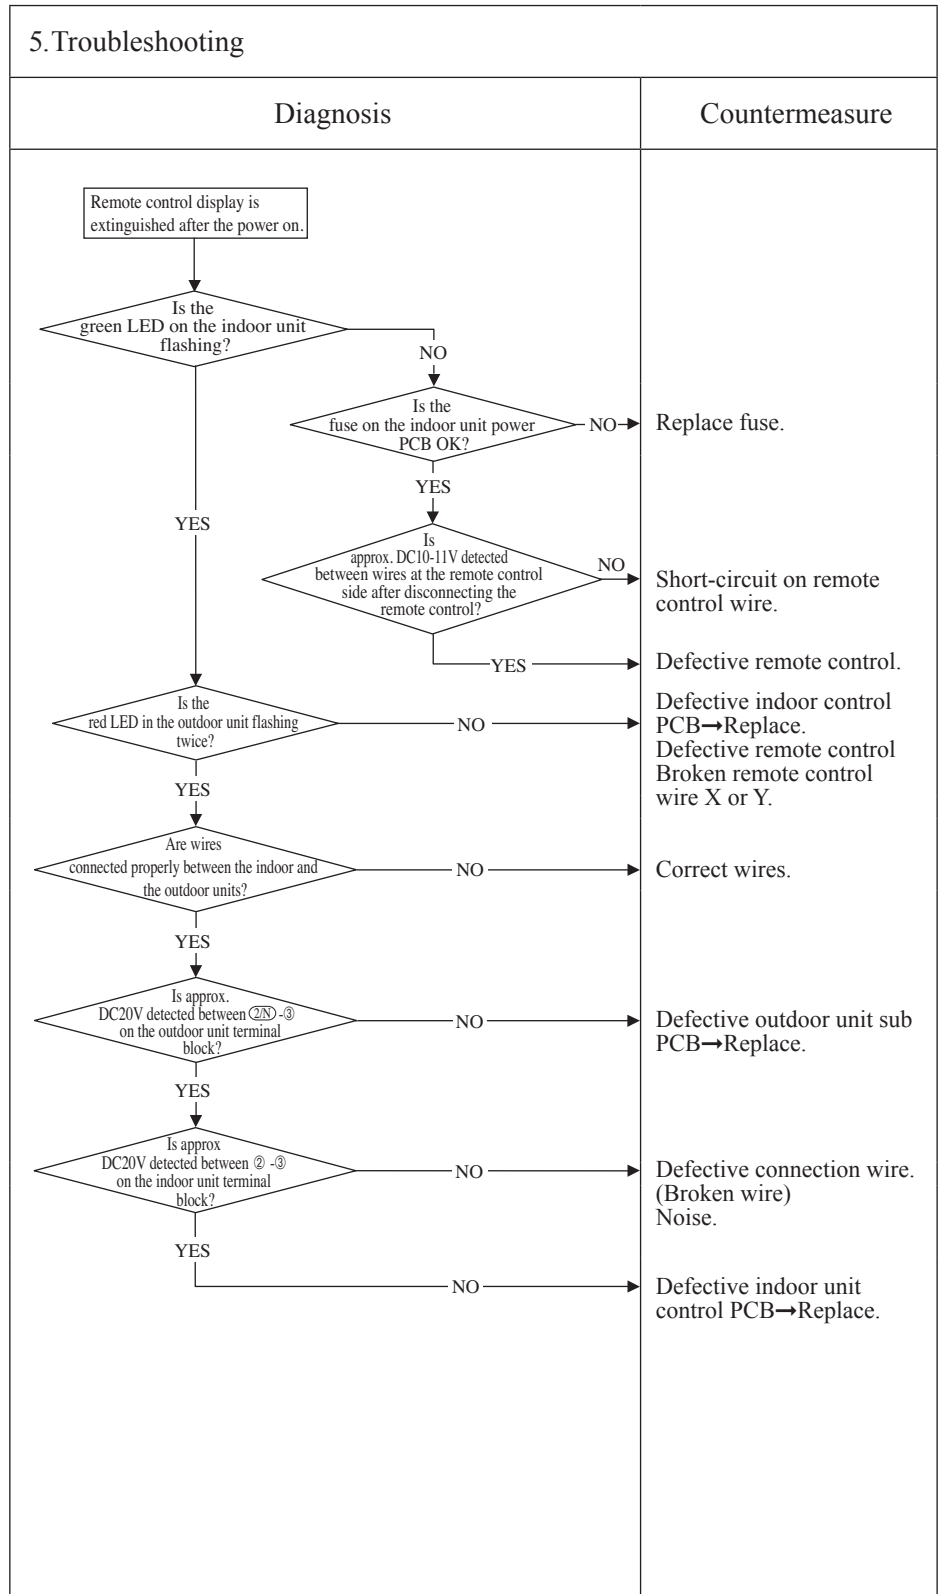 5.Troubleshooting
Diagnosis
Countermeasure
Remote control display is
extinguished after the power on.
Is the
green LED on the indoor unit
flashing?
NO
Is the
fuse on the indoor unit power
PCB OK?
NO
Replace fuse.
YES
YES
Is
approx. DC10-11V detected
between wires at the remote control
side after disconnecting the
remote control?
NO
Short-circuit on remote
control wire.
YES
Defective remote control.
Is the
red LED in the outdoor unit flashing
twice?
NO
Defective indoor control
PCB→Replace.
Defective remote control
Broken remote control
wire X or Y.
YES
Are wires
connected properly between the indoor and
the outdoor units?
NO
Correct wires.
YES
Is approx.
DC20V detected between 2/N -③
on the outdoor unit terminal
block?
NO
Defective outdoor unit sub
PCB→Replace.
YES
Is approx
DC20V detected between ② -③
on the indoor unit terminal
block?
NO
Defective connection wire.
(Broken wire)
Noise.
YES
NO
Defective indoor unit
control PCB→Replace.